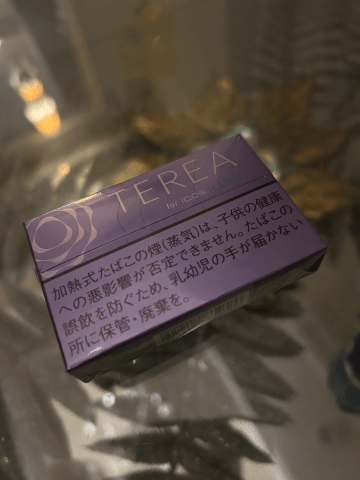 TEREA
for IQOS ILUMA
加熱式たばこの煙(蒸気)は、子供の健康
への悪影響が否定できません。たばこの
誤飲を防ぐため、乳幼児の手が届かない
所に保管・廃棄を。